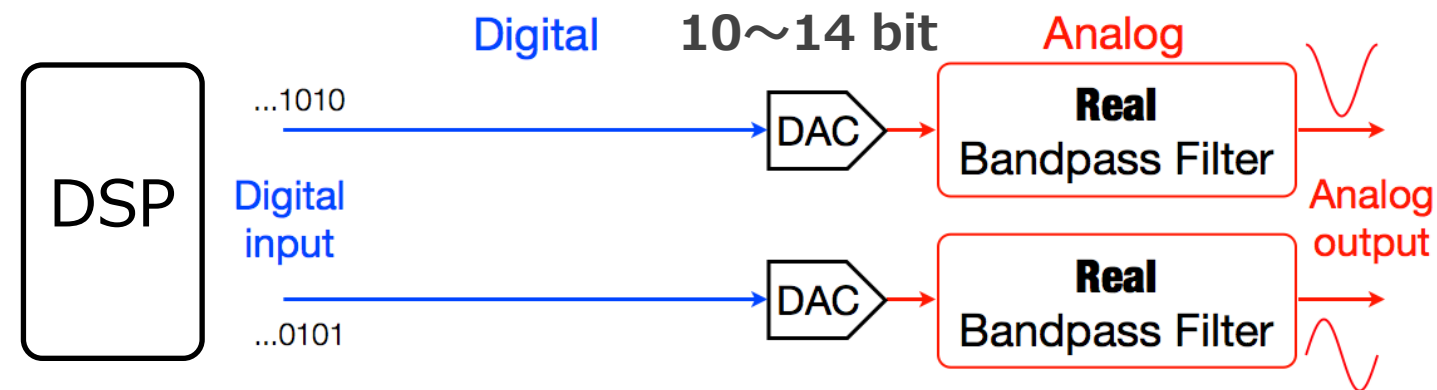 Digital
10～14 bit
Analog
...1010
DAC
Real
Bandpass Filter
DSP
Digital
input
Analog
output
...0101
DAC
Real
Bandpass Filter